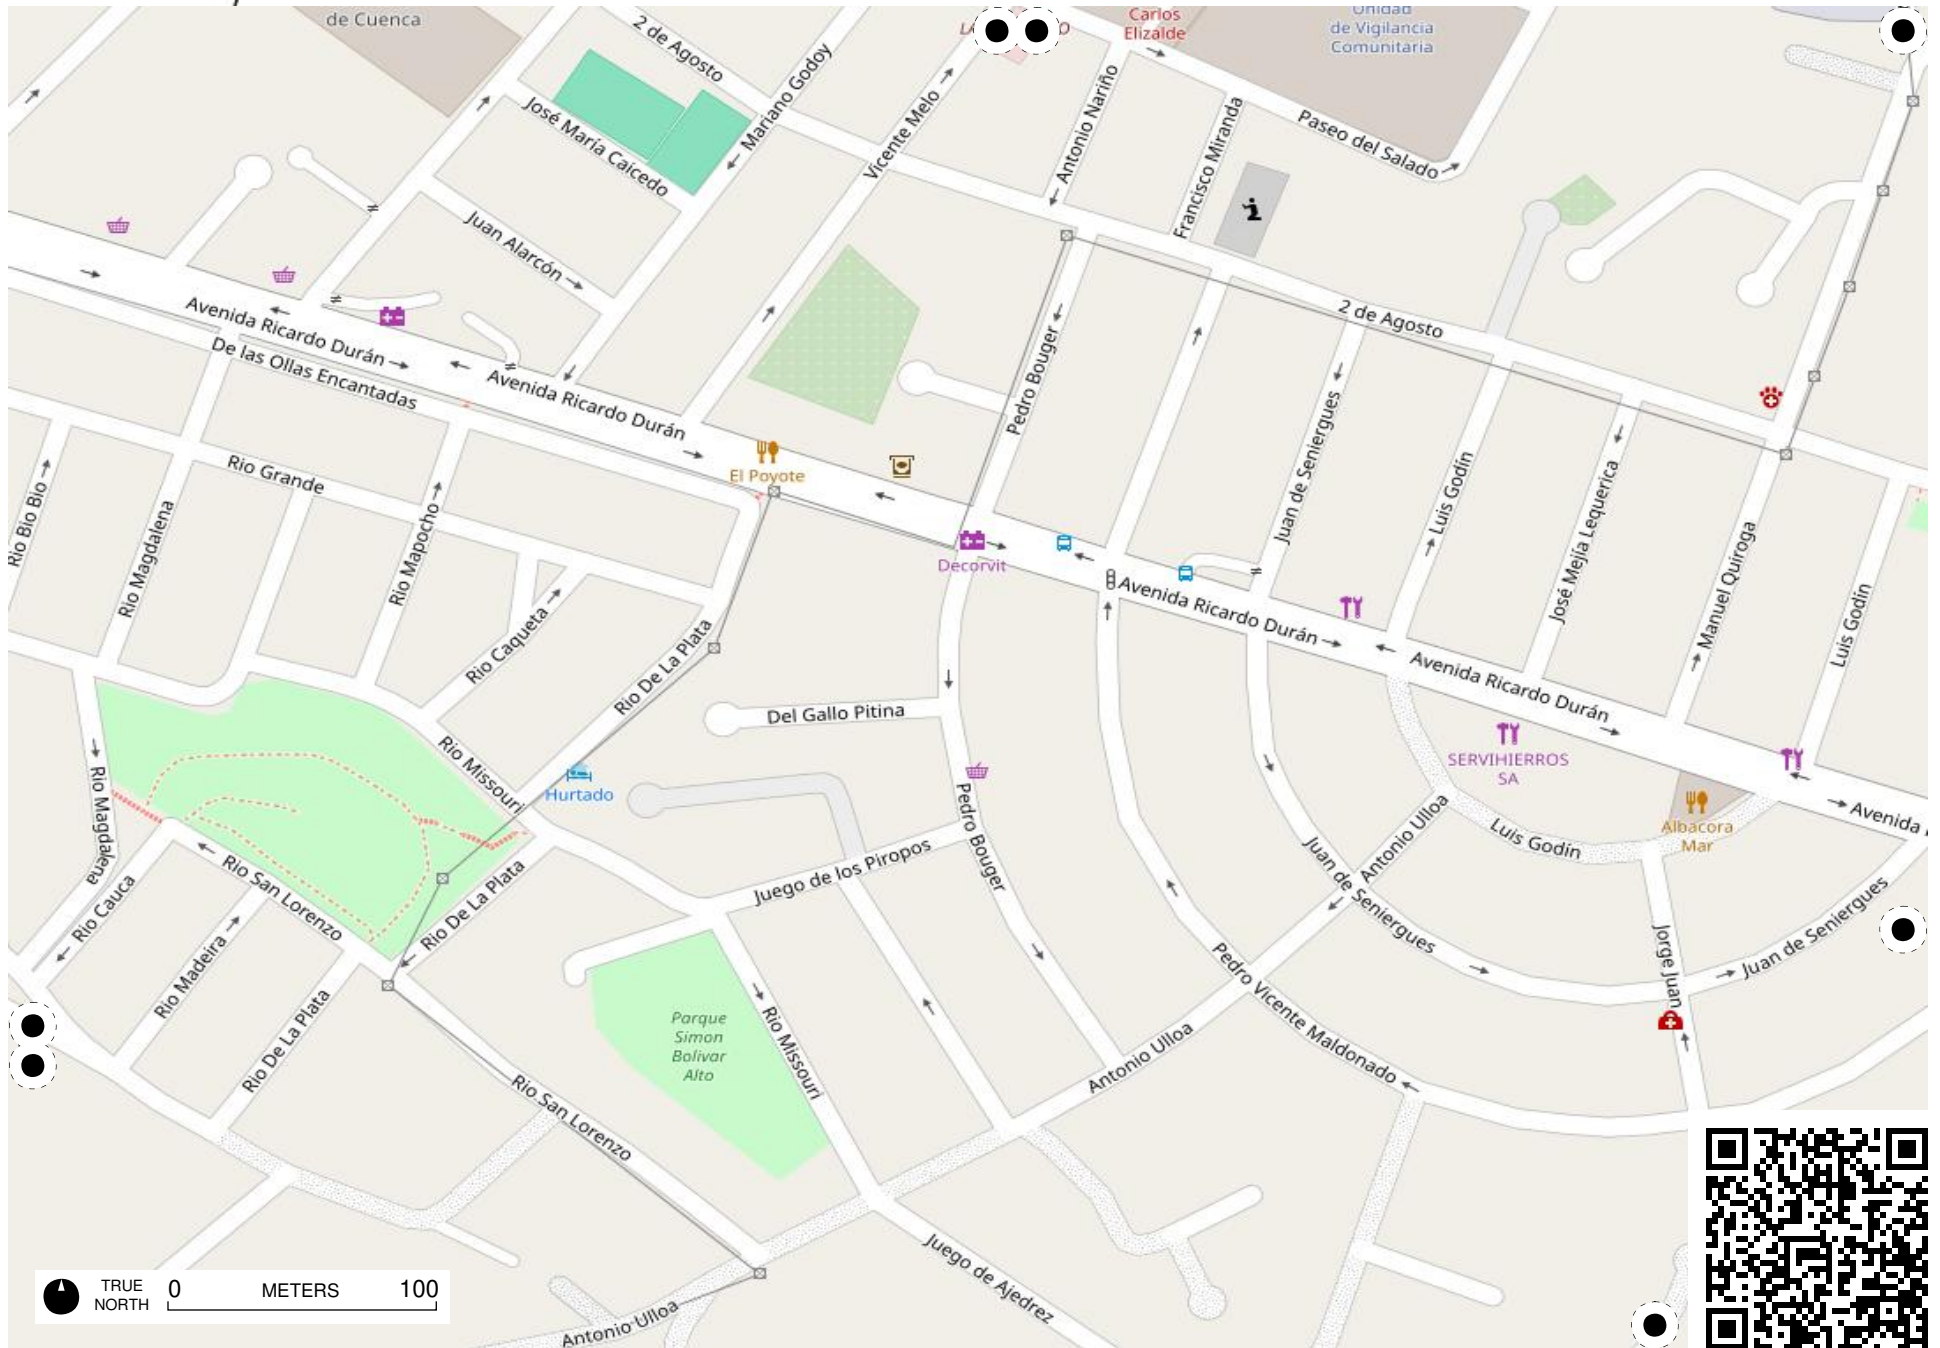 de Cuenca
2 de Agosto
Carlos
Elizalde
Unidad
de Vigilancia
Comunitaria
José María Caicedo
Mariano Godoy
Vicente Melo
Antonio Nariño
Francisco Miranda
Paseo del Salado
Juan Alarcón
Avenida Ricardo Durán
De las Ollas Encantadas
Avenida Ricardo Durán
2 de Agosto
Pedro Bouger
Juan de Seniergues
Luis Godín
José Mejía Lequerica
Manuel Quiroga
Luis Godín
El Poyote
Rio Grande
Rio Bio Bio
Rio Magdalena
Rio Mapocho
Decorvit
Avenida Ricardo Durán
Avenida Ricardo Durán
Rio Caqueta
Rio De La Plata
Del Gallo Pitina
SERVIHIERROS
SA
Rio Missouri
Hurtado
Rio Magdalena
Pedro Bouger
Antonio Ulloa
Luis Godín
Albacora
Mar
Avenida
Juego de los Piropos
Juan de Seniergues
Juan de Seniergues
Rio San Lorenzo
Rio De La Plata
Rio Cauca
Rio Madeira
Rio De La Plata
Jorge Juan
Pedro Vicente Maldonado
Parque
Simon
Bolivar
Alto
Rio Missouri
Antonio Ulloa
Rio San Lorenzo
Juego de Ajedrez
Antonio Ulloa
TRUE
NORTH
0 METERS 100